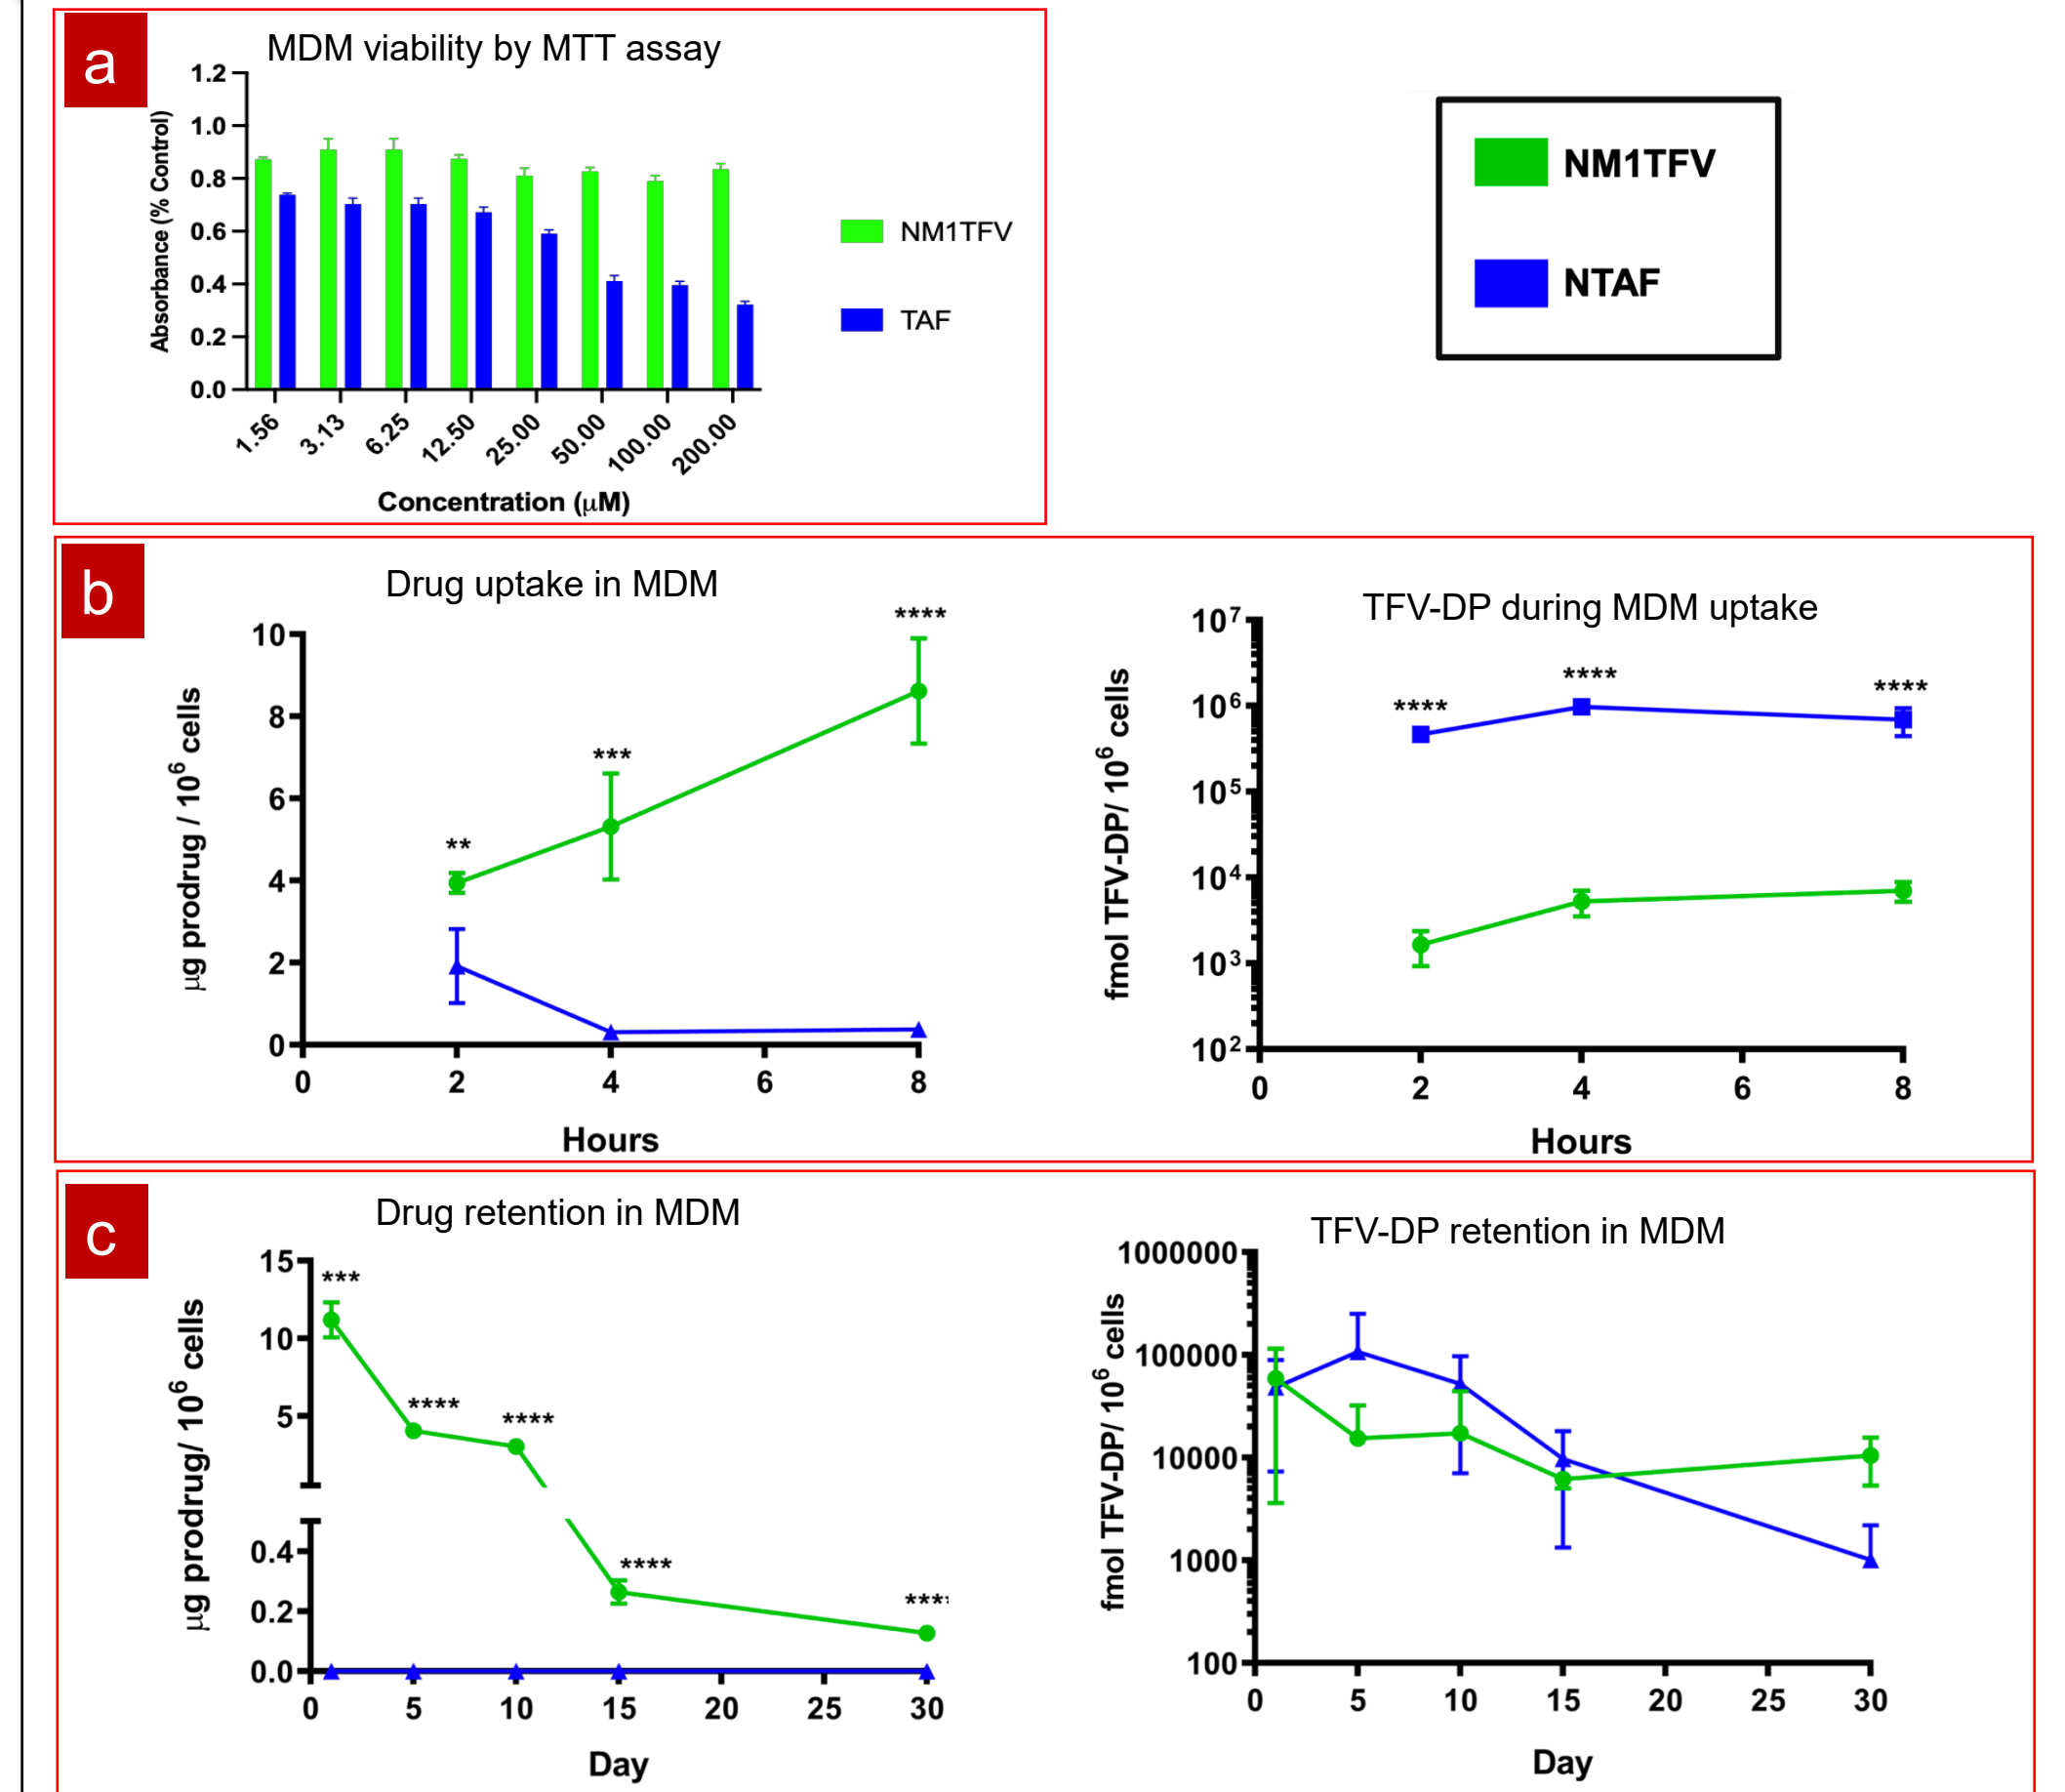 a
MDM viability by MTT assay
Absorbance (% Control)
1.2
1.0
0.8
0.6
0.4
0.2
0.0
1.56 3.13 6.25 12.50 25.00 50.00 100.00 200.00
Concentration (µM)
NM1TFV
TAF
NM1TFV
NTAF
b
Drug uptake in MDM
µg prodrug / 10⁶ cells
10
8
6
4
2
0
** *** ****
0 2 4 6 8
Hours
TFV-DP during MDM uptake
fmol TFV-DP/ 10⁶ cells
10⁷
10⁶
10⁵
10⁴
10³
10²
**** **** ****
0 2 4 6 8
Hours
c
Drug retention in MDM
µg prodrug/ 10⁶ cells
15
10
5
0.4
0.2
0.0
*** **** **** **** ****
0 5 10 15 20 25 30
Day
TFV-DP retention in MDM
fmol TFV-DP/ 10⁶ cells
1000000
100000
10000
1000
100
0 5 10 15 20 25 30
Day